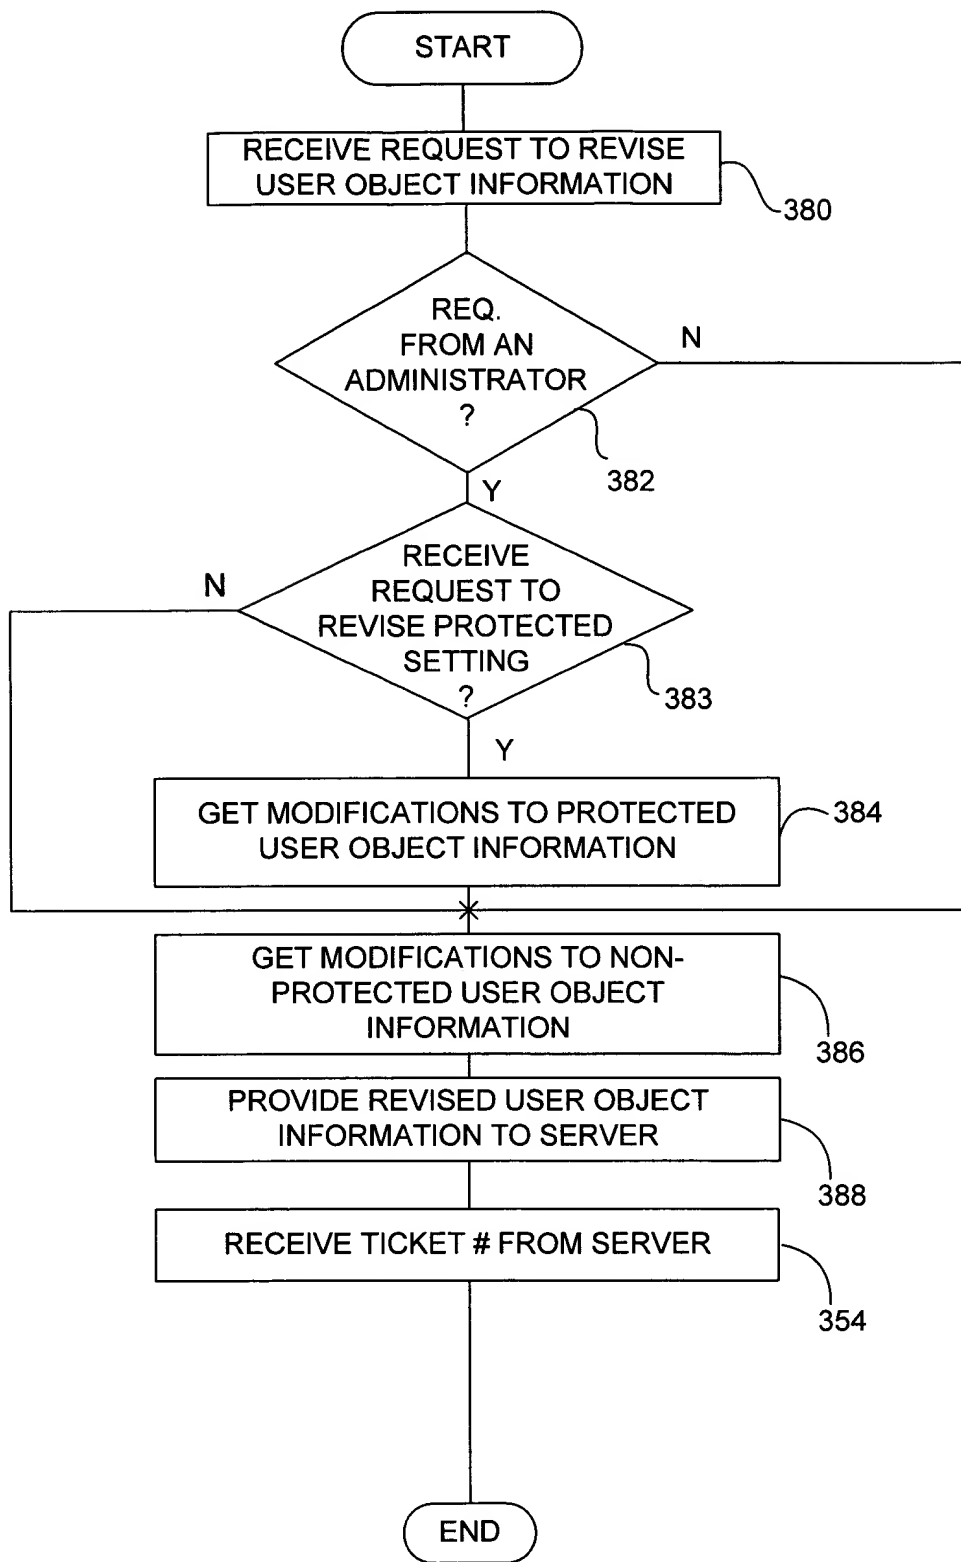 START
RECEIVE REQUEST TO REVISE
USER OBJECT INFORMATION
380
REQ.
FROM AN
ADMINISTRATOR
?
N
382
Y
RECEIVE
REQUEST TO
REVISE PROTECTED
SETTING
?
N
383
Y
GET MODIFICATIONS TO PROTECTED
USER OBJECT INFORMATION
384
GET MODIFICATIONS TO NON-
PROTECTED USER OBJECT
INFORMATION
386
PROVIDE REVISED USER OBJECT
INFORMATION TO SERVER
388
RECEIVE TICKET # FROM SERVER
354
END